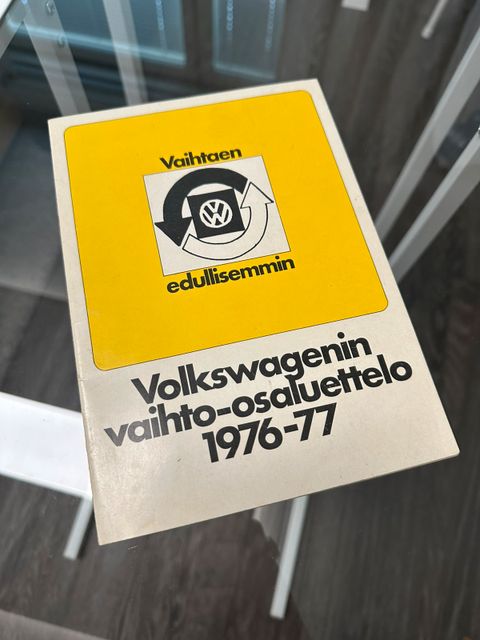 Vaihtaen
VW
edullisemmin
Volkswagenin
vaihto-osaluettelo
1976-77